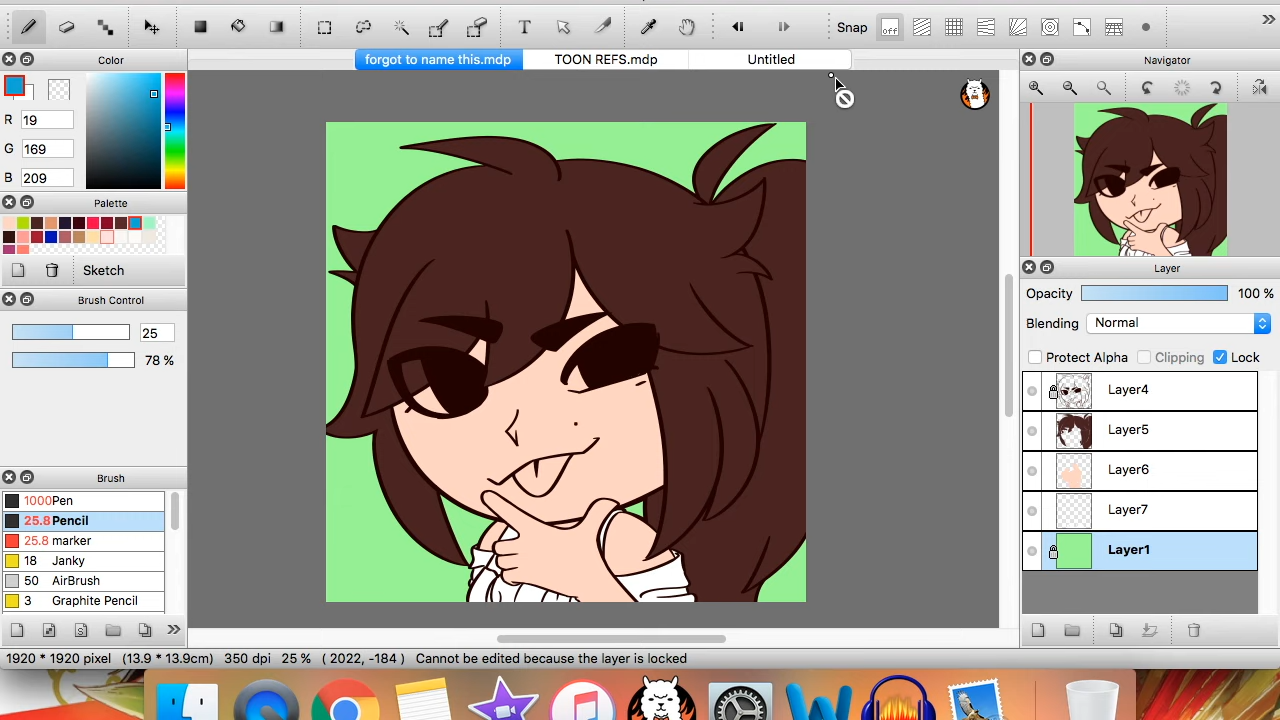 T Snap off
forgot to name this.mdp TOON REFS.mdp Untitled
Color
R 19
G 169
B 209
Palette
Sketch
Brush Control
25
78 %
Brush
1000 Pen
25.8 Pencil
25.8 marker
18 Janky
50 AirBrush
3 Graphite Pencil
Navigator
Layer
Opacity 100 %
Blending Normal
Protect Alpha Clipping Lock
Layer4
Layer5
Layer6
Layer7
Layer1
1920 * 1920 pixel (13.9 * 13.9cm) 350 dpi 25 % ( 2022, -184 ) Cannot be edited because the layer is locked
W